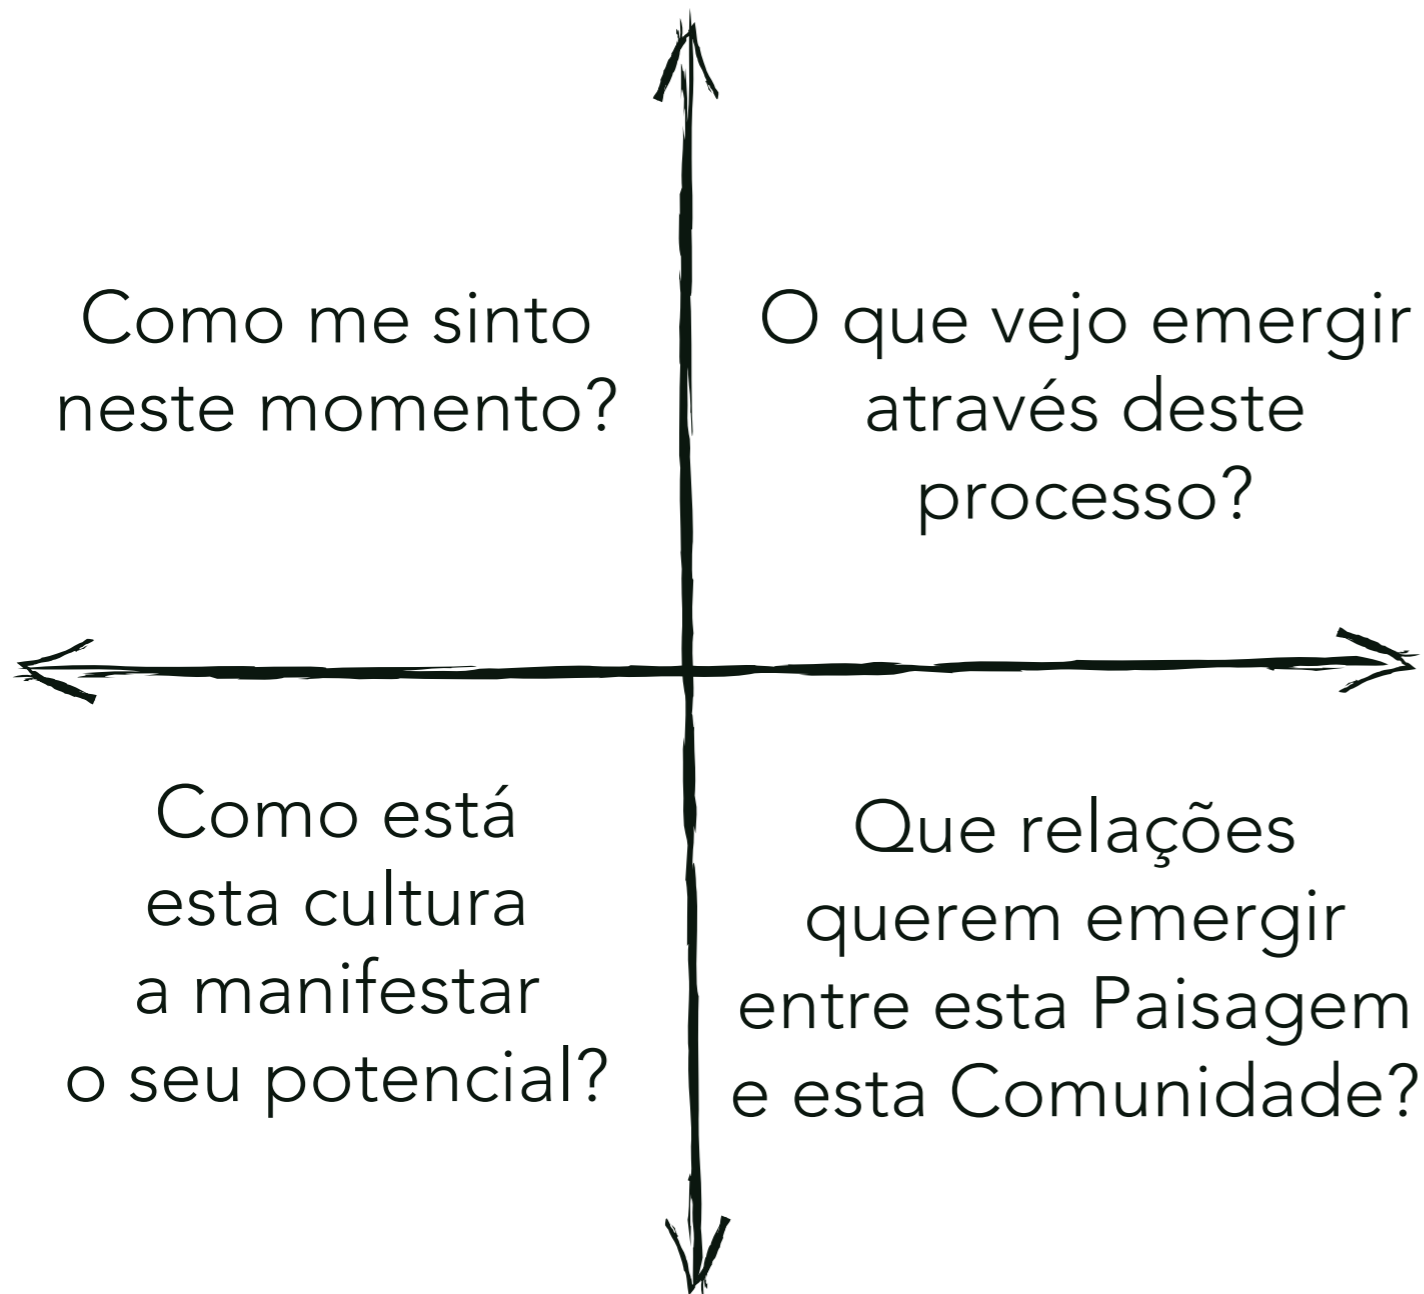 Como me sinto
neste momento?
O que vejo emergir
através deste
processo?
Como está
esta cultura
a manifestar
o seu potencial?
Que relações
querem emergir
entre esta Paisagem
e esta Comunidade?